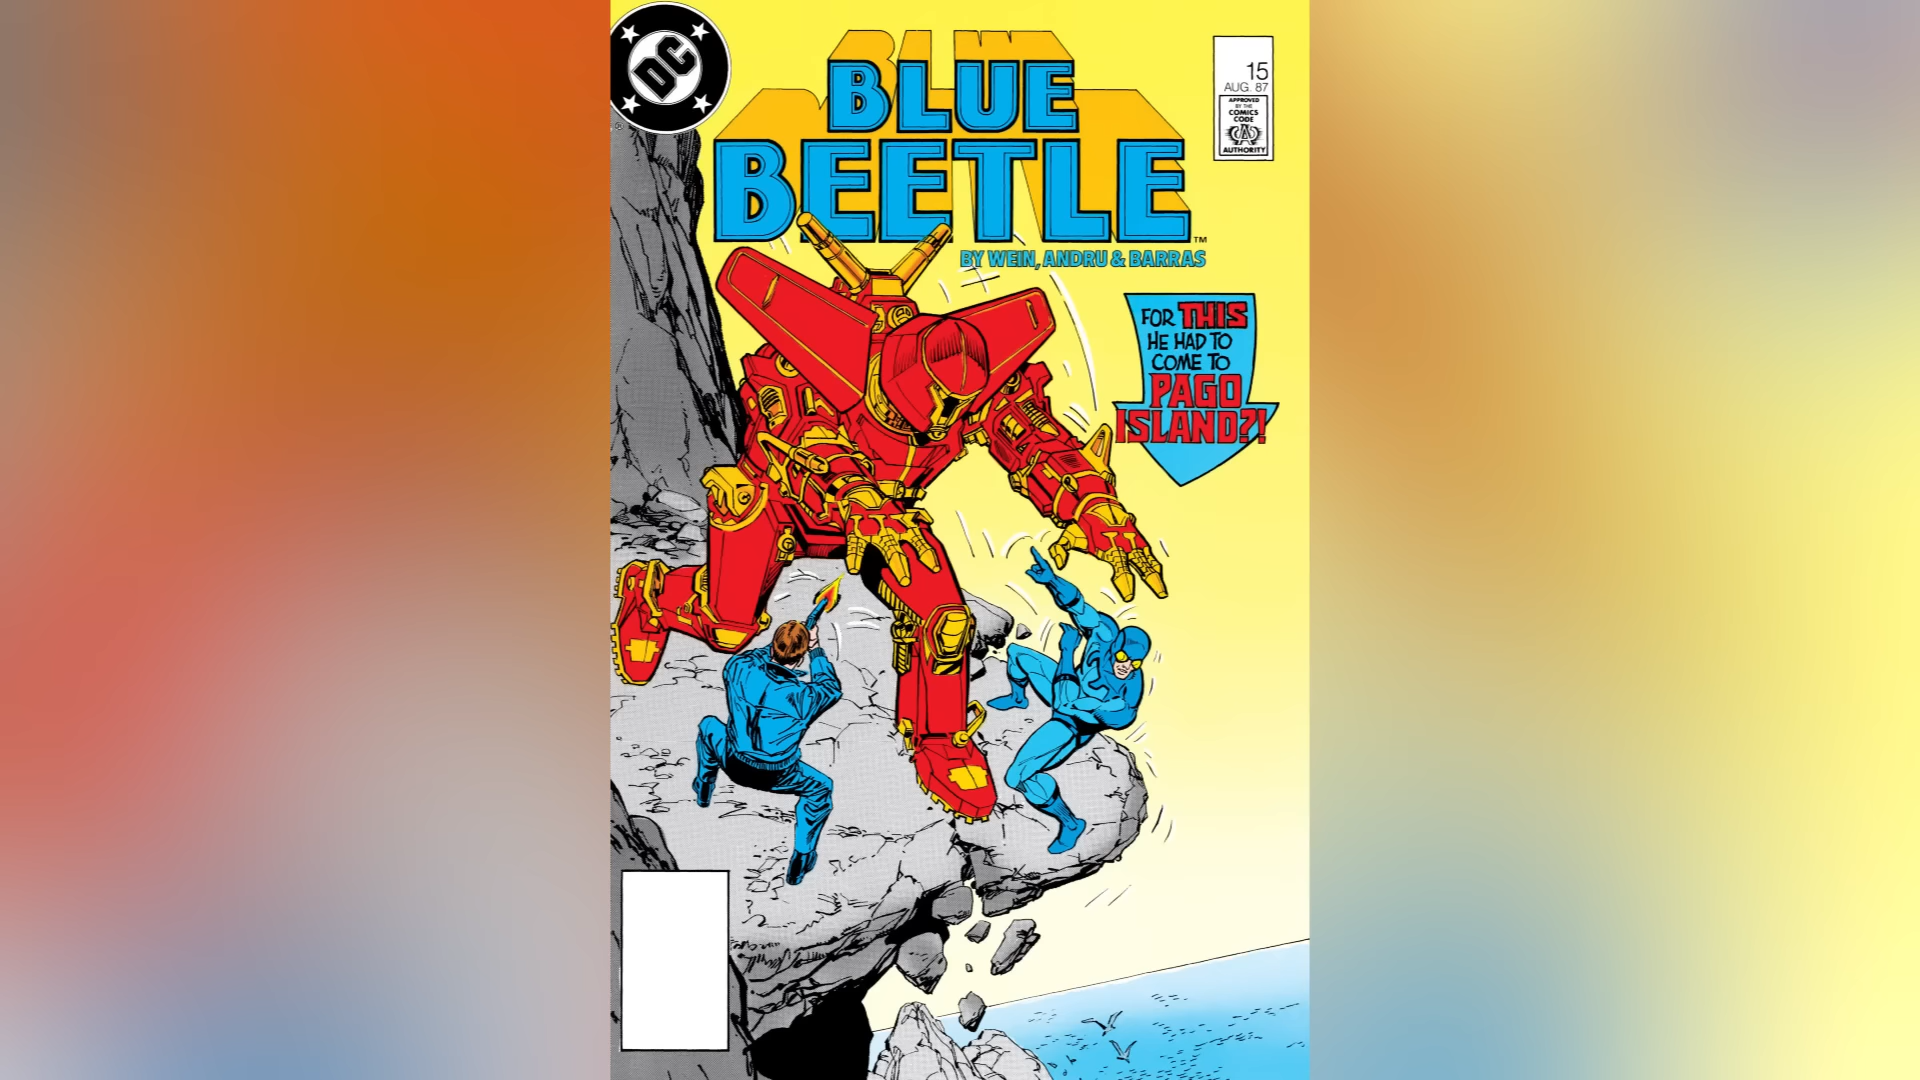 DC
BLUE
BEETLE
™
BY WEIN, ANDRU & BARRAS
15
AUG. 87
APPROVED
BY THE
COMICS
CODE
AUTHORITY
FOR THIS
HE HAD TO
COME TO
PAGO
ISLAND?!